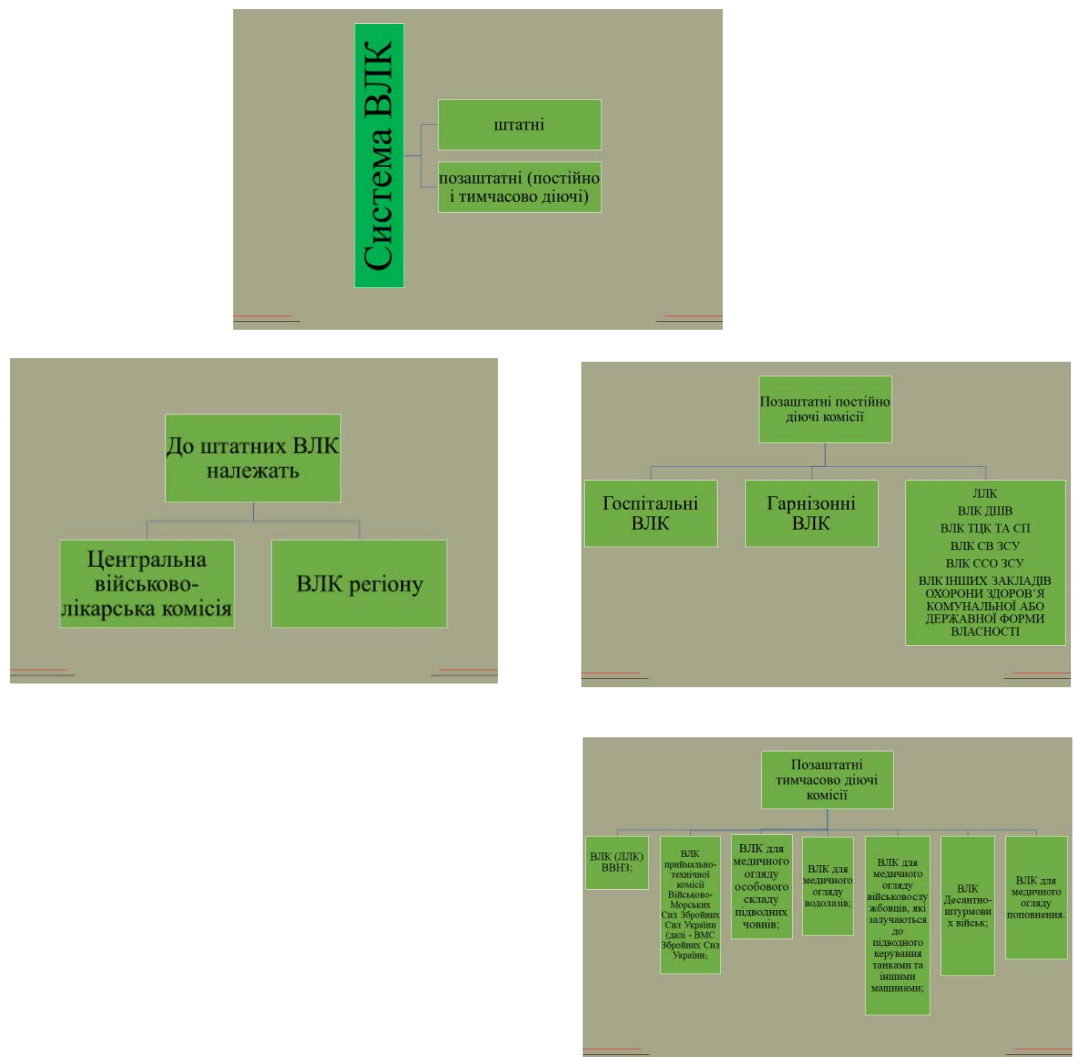 Система ВЛК
штатні
позаштатні (постійно
і тимчасово діючі)
До штатних ВЛК
належать
Центральна
військово-
лікарська комісія
ВЛК регіону
Позаштатні постійно
діючі комісії
Госпітальні
ВЛК
Гарнізонні
ВЛК
ЛЛК
ВЛК ДШВ
ВЛК ТЦК ТА СП
ВЛК СВ ЗСУ
ВЛК ССО ЗСУ
ВЛК ІНШИХ ЗАКЛАДІВ
ОХОРОНИ ЗДОРОВ’Я
КОМУНАЛЬНОЇ АБО
ДЕРЖАВНОЇ ФОРМИ
ВЛАСНОСТІ
Позаштатні
тимчасово діючі
комісії
ВЛК (ЛЛК)
ВВНЗ;
ВЛК
приймально-
технічної
комісії
Військово-
Морських
Сил Збройних
Сил України
(далі - ВМС
Збройних Сил
України;
ВЛК для
медичного
огляду
особового
складу
підводних
човнів;
ВЛК для
медичного
огляду
водолазів;
ВЛК для
медичного
огляду
військовослу
жбовців, які
залучаються
до
підводного
керування
танками та
іншими
машинами;
ВЛК
Десантно-
штурмови
х військ;
ВЛК для
медичного
огляду
поповнення.